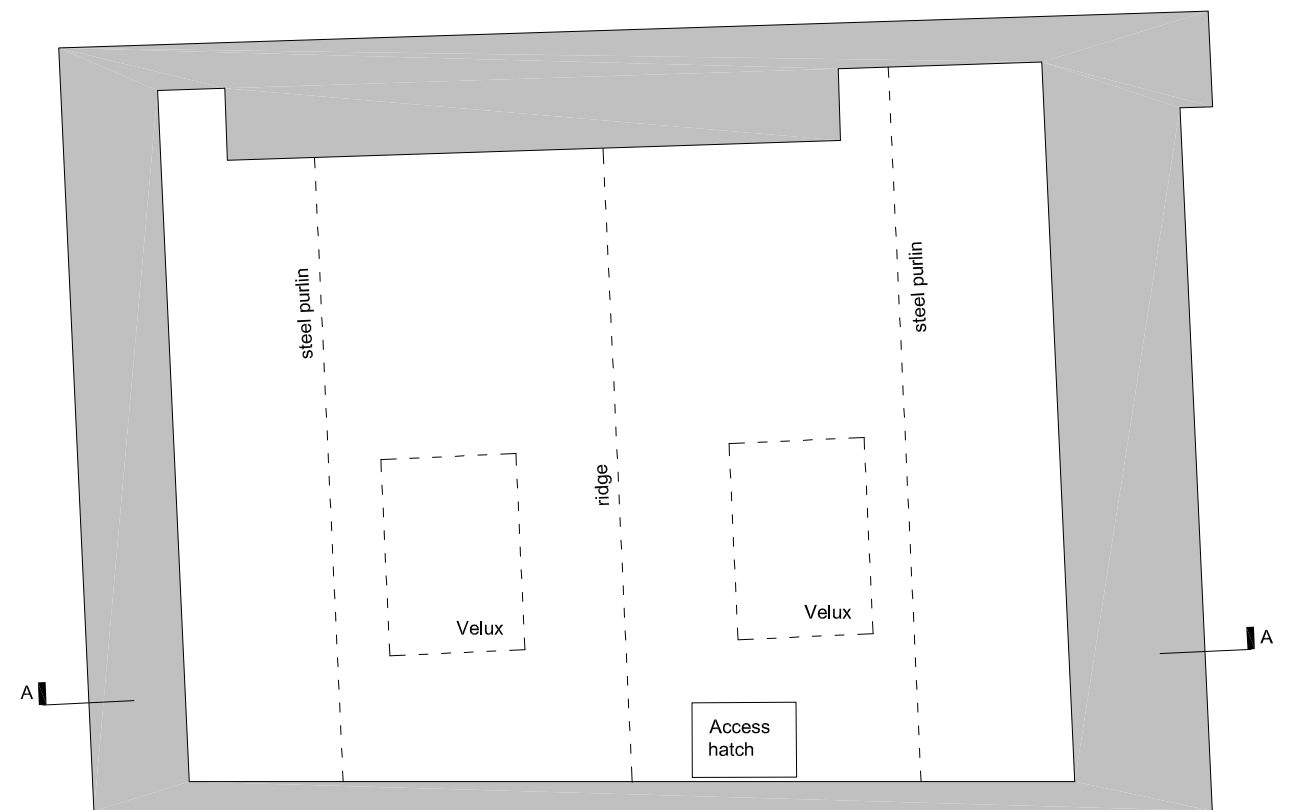 steel purlin
steel purlin
ridge
Velux
Velux
A
A
Access
hatch